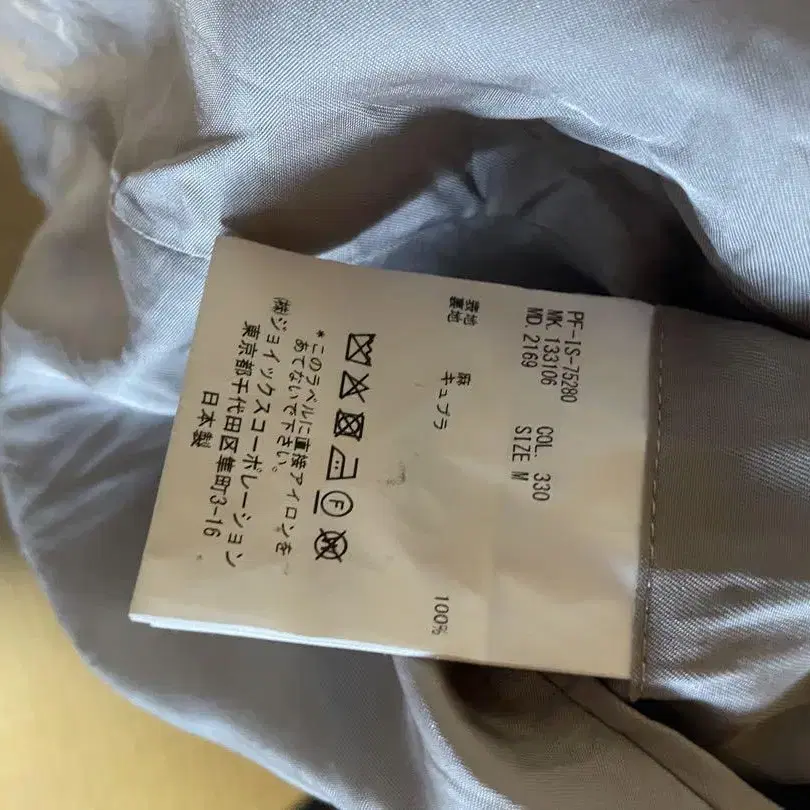 PF-IS-75280
MK. 133106 COL. 330
MD. 2169 SIZE M
表地 麻 100%
裏地 キュプラ
*このラベルに直接アイロンを
あてないで下さい。
㈱ジョイックスコーポレーション
東京都千代田区隼町3-16
日本製